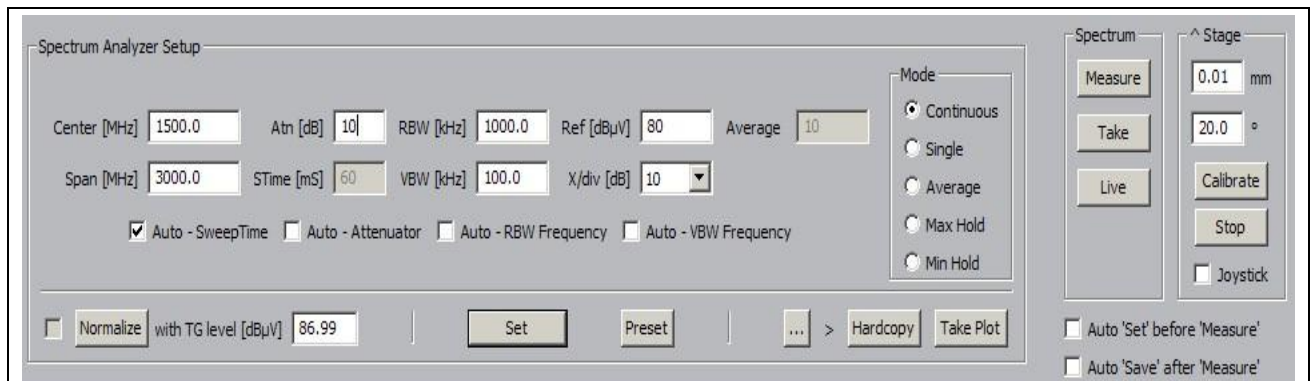 Spectrum Analyzer Setup
Center [MHz] 1500.0 Atn [dB] 10 RBW [kHz] 1000.0 Ref [dBµV] 80 Average 10
Span [MHz] 3000.0 STime [mS] 60 VBW [kHz] 100.0 X/div [dB] 10
Auto - SweepTime Auto - Attenuator Auto - RBW Frequency Auto - VBW Frequency
Mode
Continuous
Single
Average
Max Hold
Min Hold
Normalize with TG level [dBµV] 86.99 Set Preset ... > Hardcopy Take Plot
Spectrum
Measure
Take
Live
^ Stage
0.01 mm
20.0 °
Calibrate
Stop
Joystick
Auto 'Set' before 'Measure'
Auto 'Save' after 'Measure'